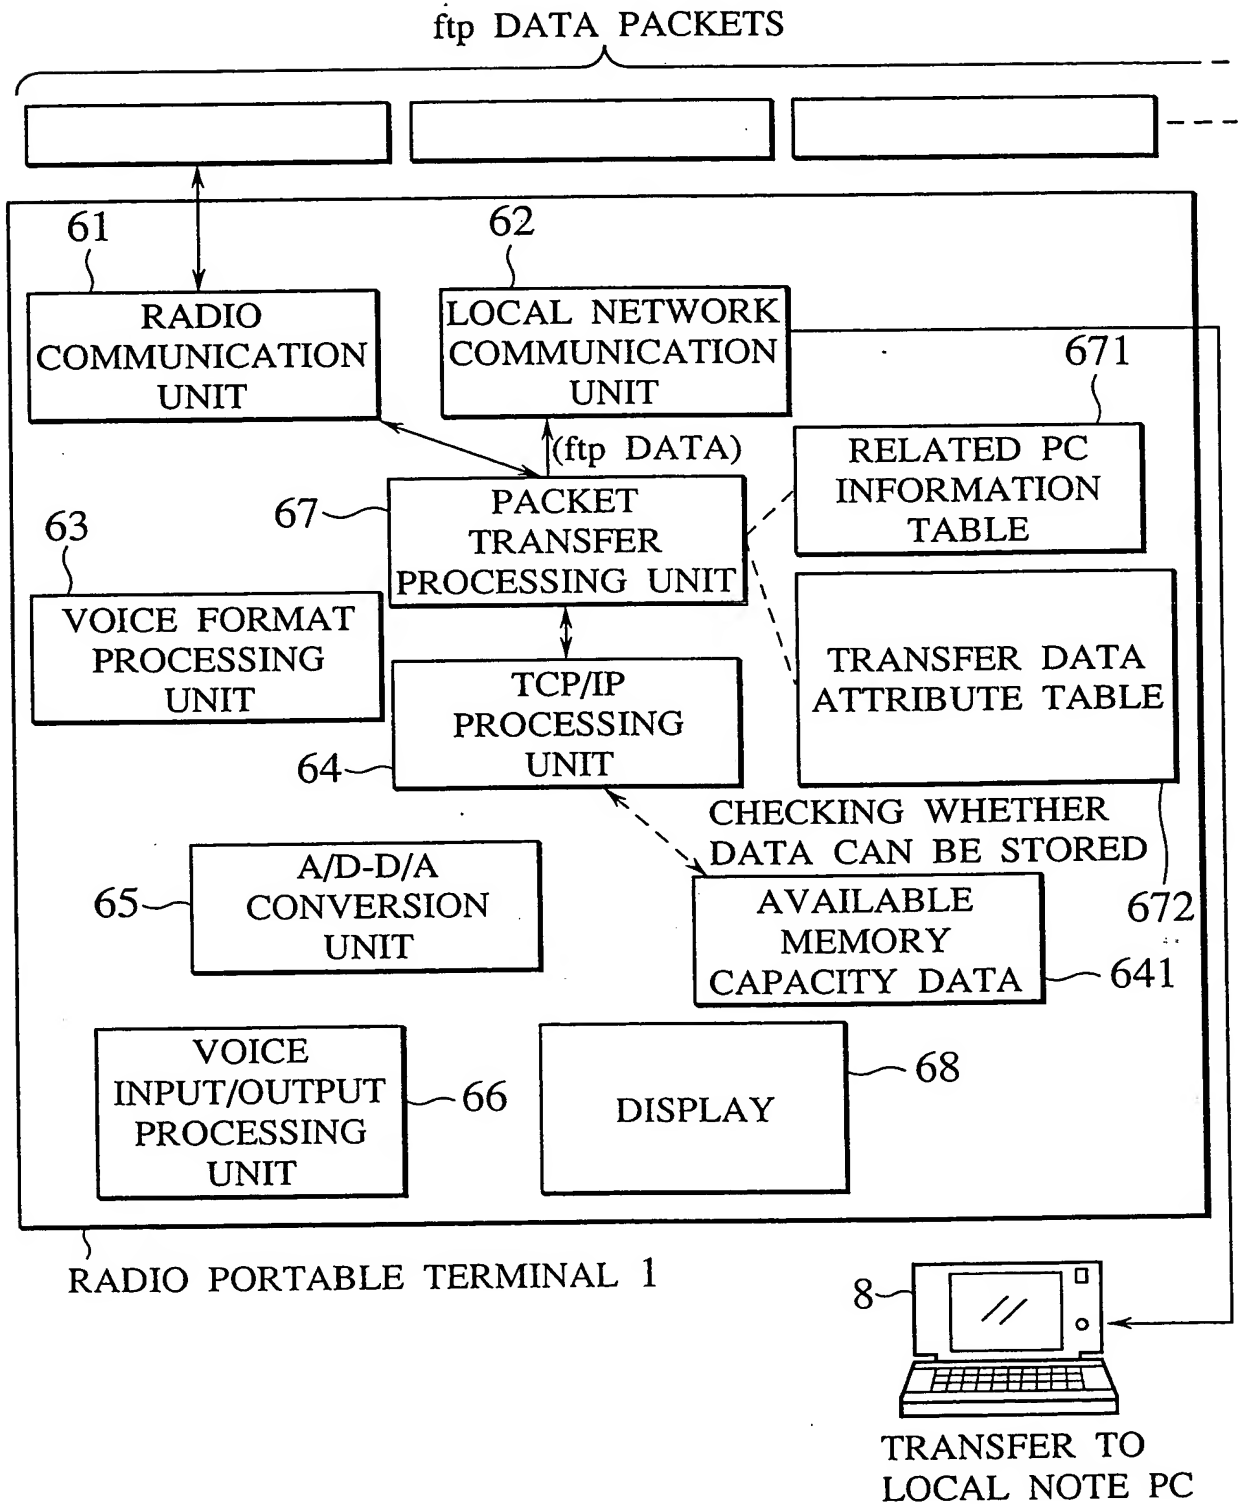 ftp DATA PACKETS
61
62
RADIO
COMMUNICATION
UNIT
LOCAL NETWORK
COMMUNICATION
UNIT
671
(ftp DATA)
RELATED PC
INFORMATION
TABLE
67
PACKET
TRANSFER
PROCESSING UNIT
63
VOICE FORMAT
PROCESSING
UNIT
TRANSFER DATA
ATTRIBUTE TABLE
TCP/IP
PROCESSING
UNIT
64
CHECKING WHETHER
DATA CAN BE STORED
672
65
A/D-D/A
CONVERSION
UNIT
AVAILABLE
MEMORY
CAPACITY DATA
641
VOICE
INPUT/OUTPUT
PROCESSING
UNIT
66
DISPLAY
68
RADIO PORTABLE TERMINAL 1
8
TRANSFER TO
LOCAL NOTE PC